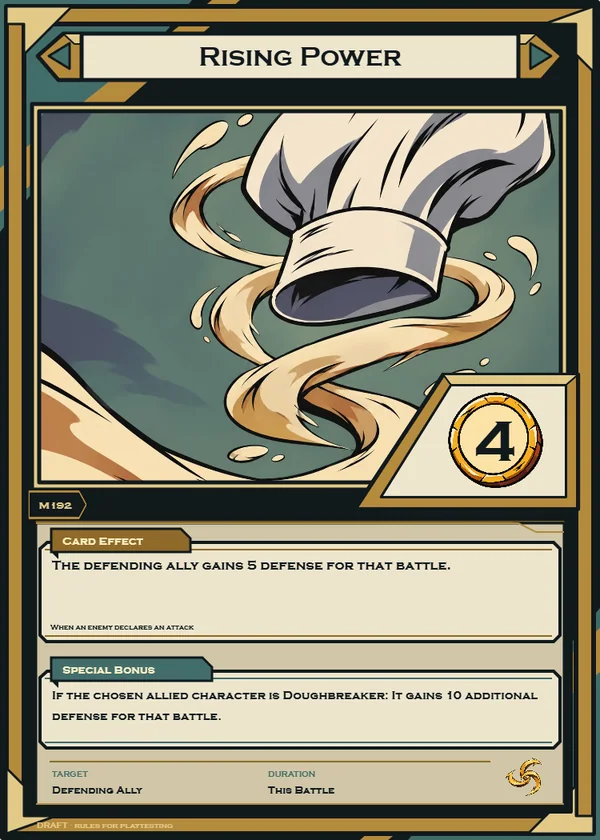 Rising Power
4
M192
Card Effect
The defending ally gains 5 defense for that battle.
When an enemy declares an attack
Special Bonus
If the chosen allied character is Doughbreaker: It gains 10 additional
defense for that battle.
Target
Duration
Defending Ally
This Battle
DRAFT · Rules for playtesting